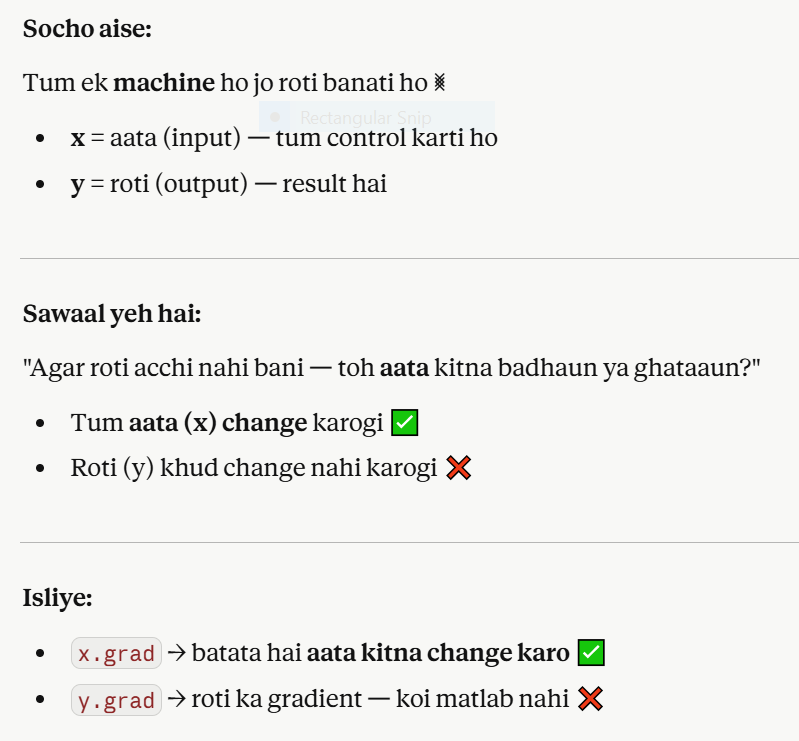 Socho aise:
Tum ek machine ho jo roti banati ho
Rectangular Snip
• x = aata (input) — tum control karti ho
• y = roti (output) — result hai
Sawaal yeh hai:
"Agar roti acchi nahi bani — toh aata kitna badhaun ya ghataaun?"
• Tum aata (x) change karogi ✅
• Roti (y) khud change nahi karogi ❌
Isliye:
• x.grad → batata hai aata kitna change karo ✅
• y.grad → roti ka gradient — koi matlab nahi ❌